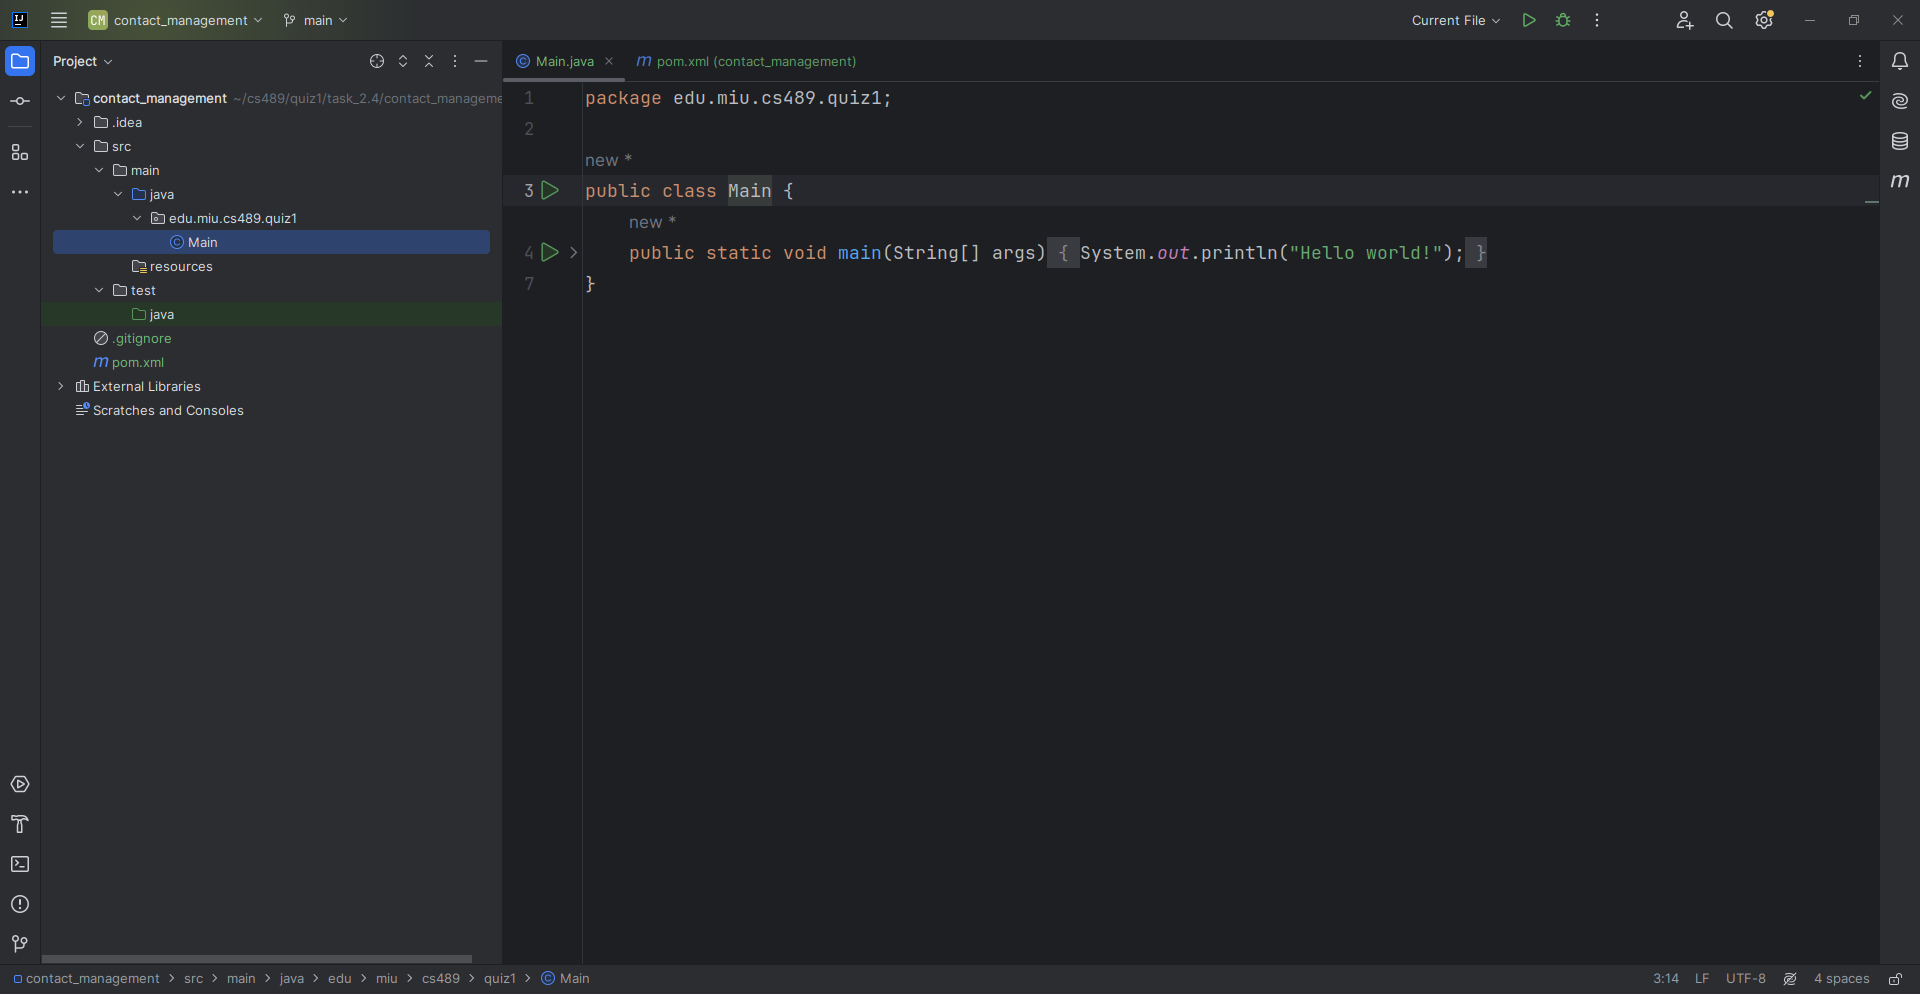 CM contact_management main Current File
Project
Main.java pom.xml (contact_management)
contact_management ~/cs489/quiz1/task_2.4/contact_manageme
.idea
src
main
java
edu.miu.cs489.quiz1
Main
resources
test
java
.gitignore
pom.xml
External Libraries
Scratches and Consoles
1 package edu.miu.cs489.quiz1;
2
new *
3 public class Main {
new *
4 public static void main(String[] args) { System.out.println("Hello world!"); }
7 }
contact_management > src > main > java > edu > miu > cs489 > quiz1 > Main 3:14 LF UTF-8 4 spaces